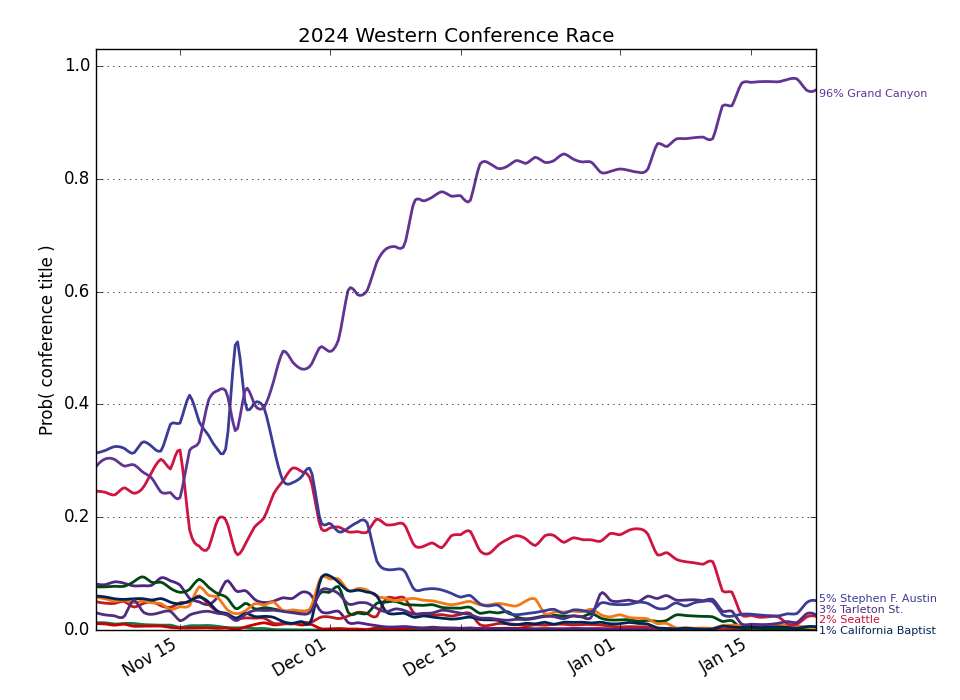 2024 Western Conference Race
Prob( conference title )
1.0
0.8
0.6
0.4
0.2
0.0
96% Grand Canyon
5% Stephen F. Austin
3% Tarleton St.
2% Seattle
1% California Baptist
Nov 15
Dec 01
Dec 15
Jan 01
Jan 15